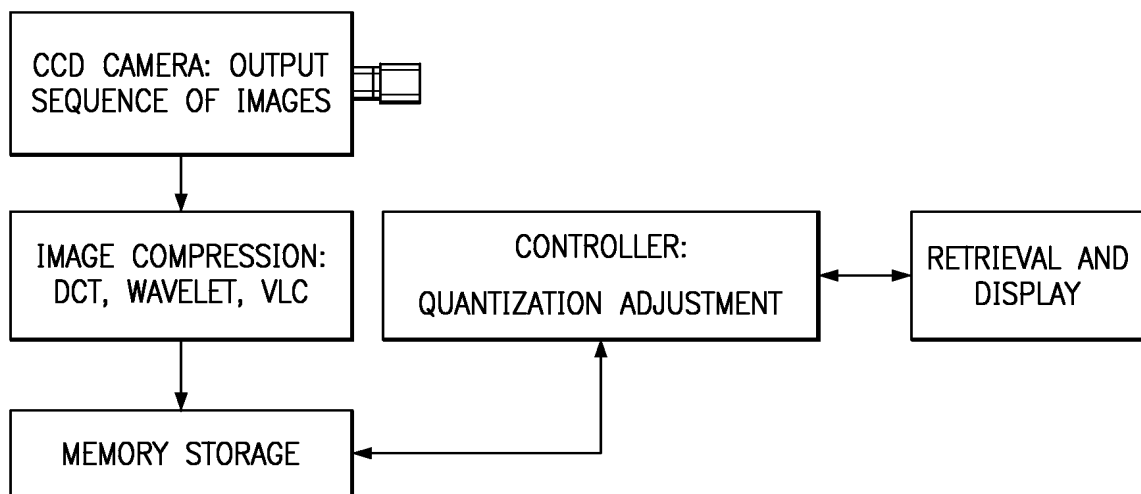 CCD CAMERA: OUTPUT
SEQUENCE OF IMAGES
IMAGE COMPRESSION:
DCT, WAVELET, VLC
CONTROLLER:
QUANTIZATION ADJUSTMENT
RETRIEVAL AND
DISPLAY
MEMORY STORAGE